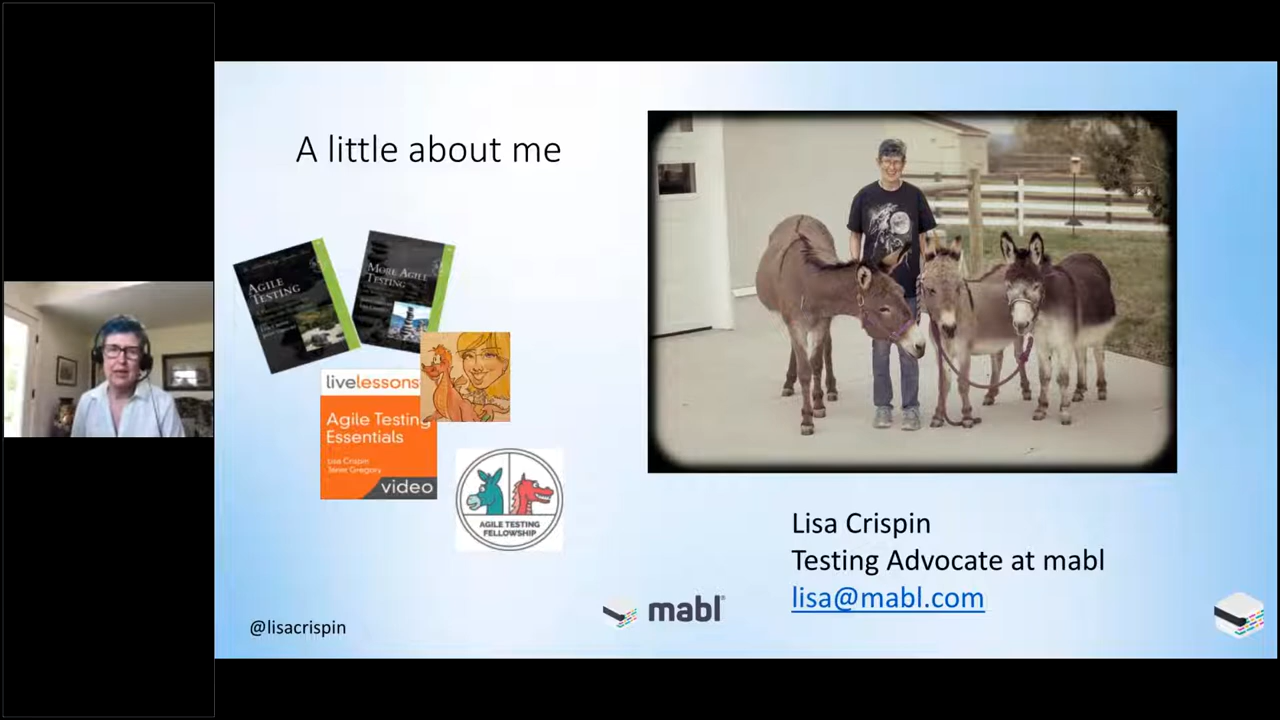 A little about me
AGILE
TESTING
MORE AGILE
TESTING
livelessons
Agile Testing
Essentials
Lisa Crispin
Janet Gregory
video
AGILE TESTING
FELLOWSHIP
Lisa Crispin
Testing Advocate at mabl
lisa@mabl.com
mabl
@lisacrispin